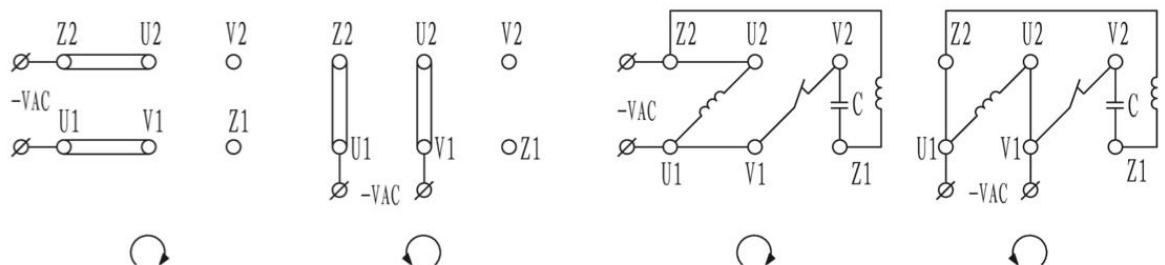 Z2 U2 V2 Z2 U2 V2 Z2 U2 V2 Z2 U2 V2
-VAC -VAC C C
U1 V1 Z1 U1 V1 Z1 U1 V1 Z1 U1 V1 Z1
-VAC -VAC